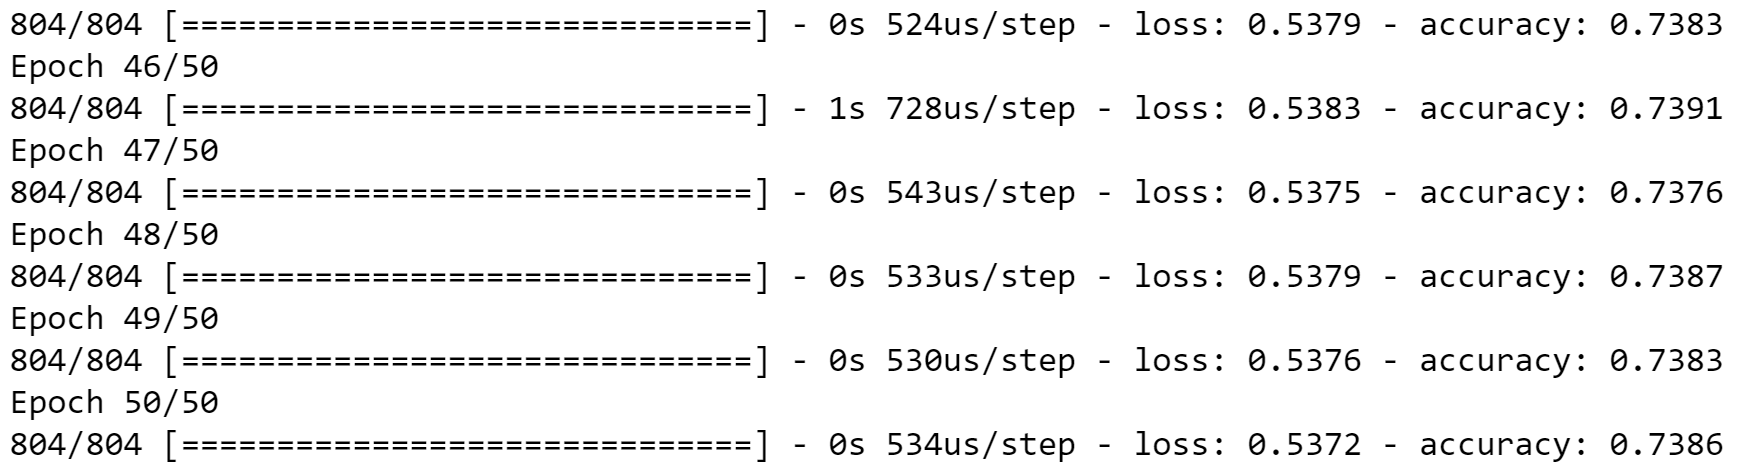 804/804 [==============================] - 0s 524us/step - loss: 0.5379 - accuracy: 0.7383
Epoch 46/50
804/804 [==============================] - 1s 728us/step - loss: 0.5383 - accuracy: 0.7391
Epoch 47/50
804/804 [==============================] - 0s 543us/step - loss: 0.5375 - accuracy: 0.7376
Epoch 48/50
804/804 [==============================] - 0s 533us/step - loss: 0.5379 - accuracy: 0.7387
Epoch 49/50
804/804 [==============================] - 0s 530us/step - loss: 0.5376 - accuracy: 0.7383
Epoch 50/50
804/804 [==============================] - 0s 534us/step - loss: 0.5372 - accuracy: 0.7386